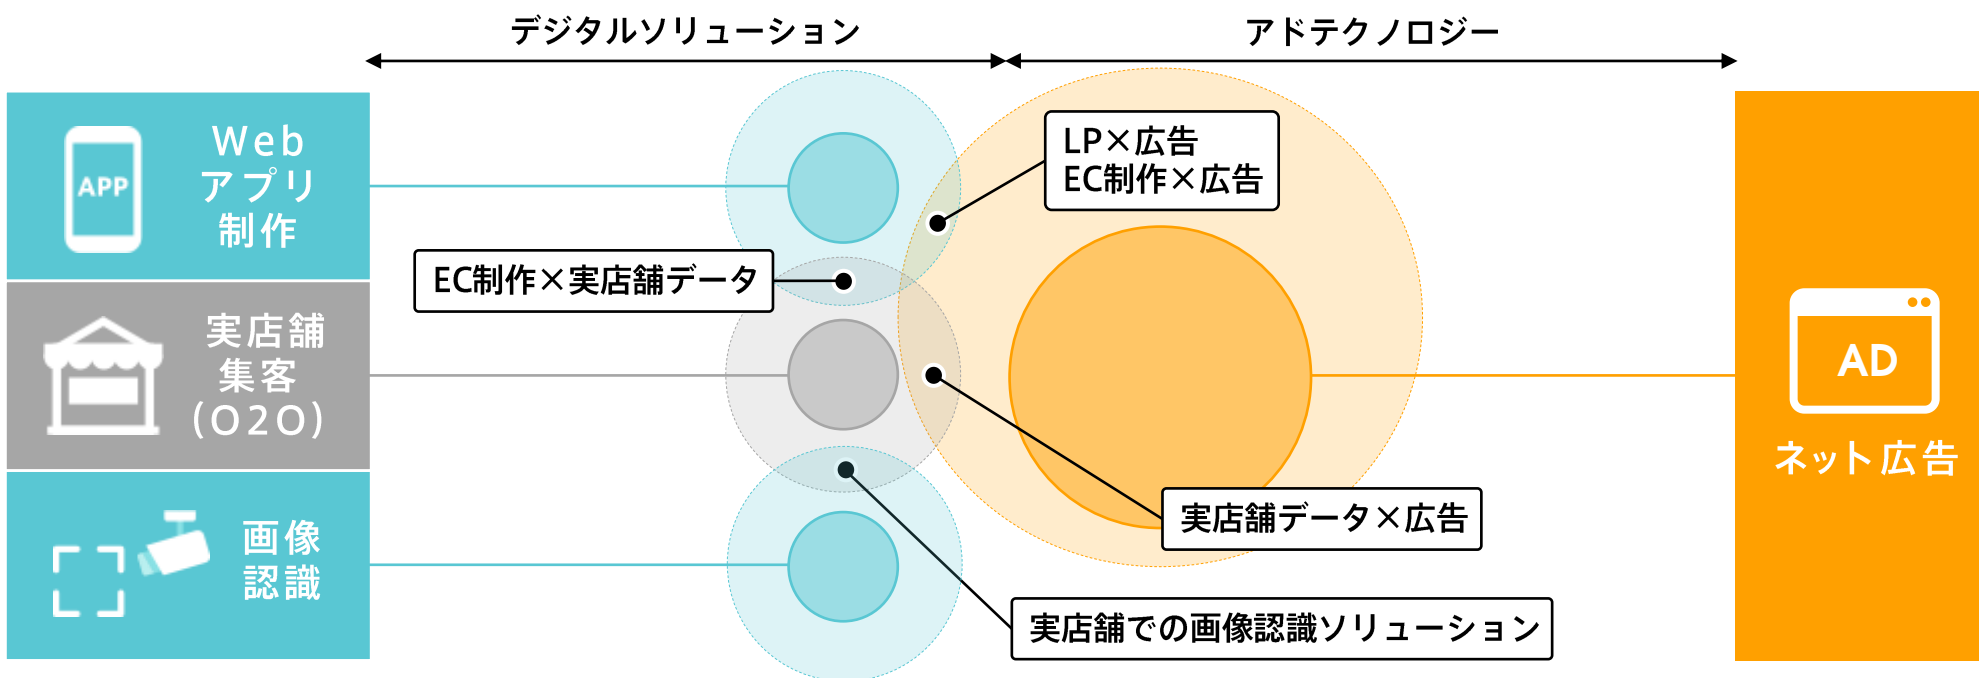 デジタルソリューション
アドテクノロジー
APP
Web
アプリ
制作
LP×広告
EC制作×広告
EC制作×実店舗データ
実店舗
集客
(O2O)
AD
ネット広告
実店舗データ×広告
画像
認識
実店舗での画像認識ソリューション